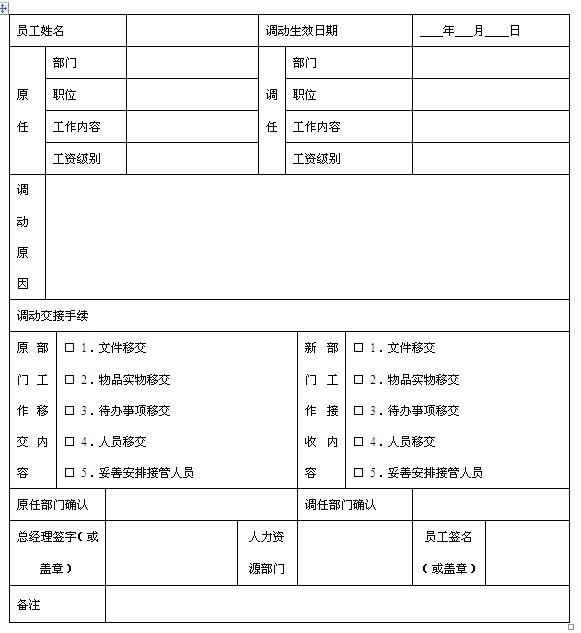 员工姓名 调动生效日期 ____年___月____日
原 部门 调 部门
职位 职位
任 工作内容 任 工作内容
工资级别 工资级别
调
动
原
因
调动交接手续
原 部 □ 1．文件移交 新 部 □ 1．文件移交
门 工 □ 2．物品实物移交 门 工 □ 2．物品实物移交
作 移 □ 3．待办事项移交 作 接 □ 3．待办事项移交
交 内 □ 4．人员移交 收 内 □ 4．人员移交
容 □ 5．妥善安排接管人员 容 □ 5．妥善安排接管人员
原任部门确认 调任部门确认
总经理签字（或 人力资 员工签名
盖章） 源部门 （或盖章）
备注